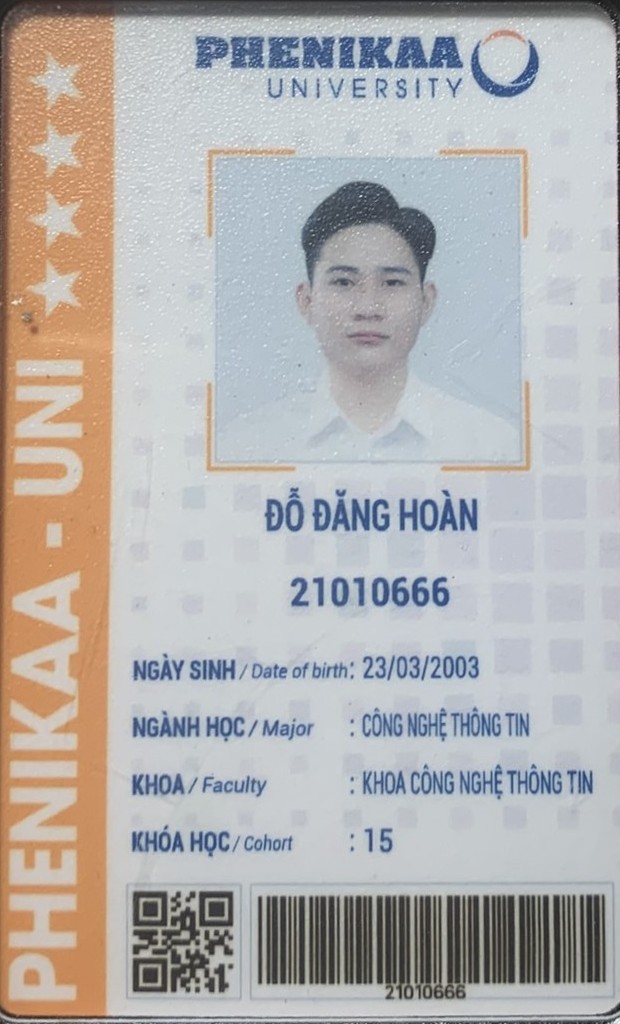 PHENIKAA
UNIVERSITY
PHENIKAA - UNI
ĐỖ ĐĂNG HOÀN
21010666
NGÀY SINH / Date of birth: 23/03/2003
NGÀNH HỌC / Major : CÔNG NGHỆ THÔNG TIN
KHOA / Faculty : KHOA CÔNG NGHỆ THÔNG TIN
KHÓA HỌC / Cohort : 15
21010666